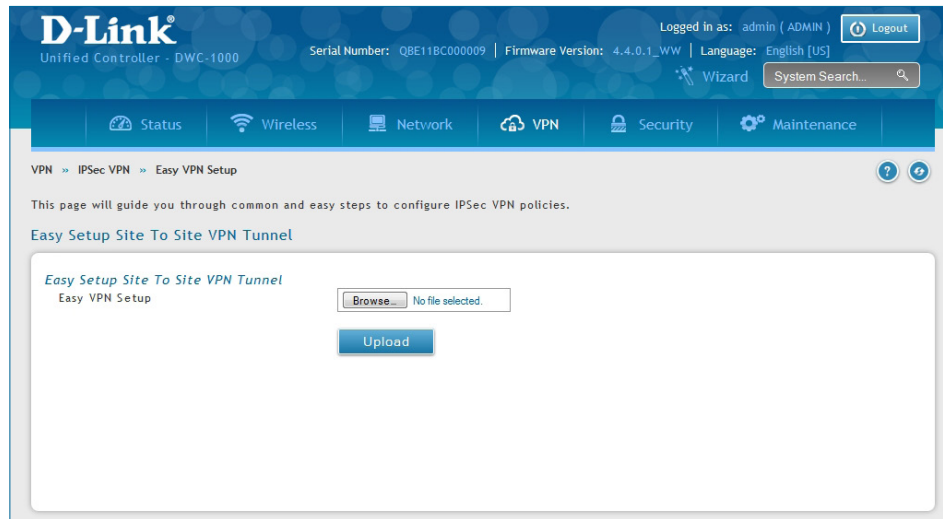 D-Link®
Unified Controller - DWC-1000
Logged in as: admin ( ADMIN )
Logout
Serial Number: QBE11BC000009 | Firmware Version: 4.4.0.1_WW | Language: English [US]
Wizard
System Search...
Status
Wireless
Network
VPN
Security
Maintenance
VPN » IPSec VPN » Easy VPN Setup
?
This page will guide you through common and easy steps to configure IPSec VPN policies.
Easy Setup Site To Site VPN Tunnel
Easy Setup Site To Site VPN Tunnel
Easy VPN Setup
Browse... No file selected.
Upload